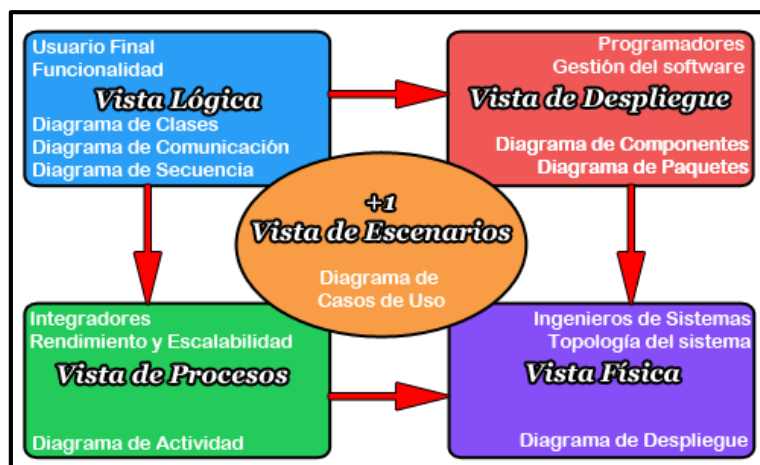 Usuario Final
Funcionalidad
Vista Lógica
Diagrama de Clases
Diagrama de Comunicación
Diagrama de Secuencia
Programadores
Gestión del software
Vista de Despliegue
Diagrama de Componentes
Diagrama de Paquetes
+1
Vista de Escenarios
Diagrama de
Casos de Uso
Integradores
Rendimiento y Escalabilidad
Vista de Procesos
Diagrama de Actividad
Ingenieros de Sistemas
Topología del sistema
Vista Física
Diagrama de Despliegue